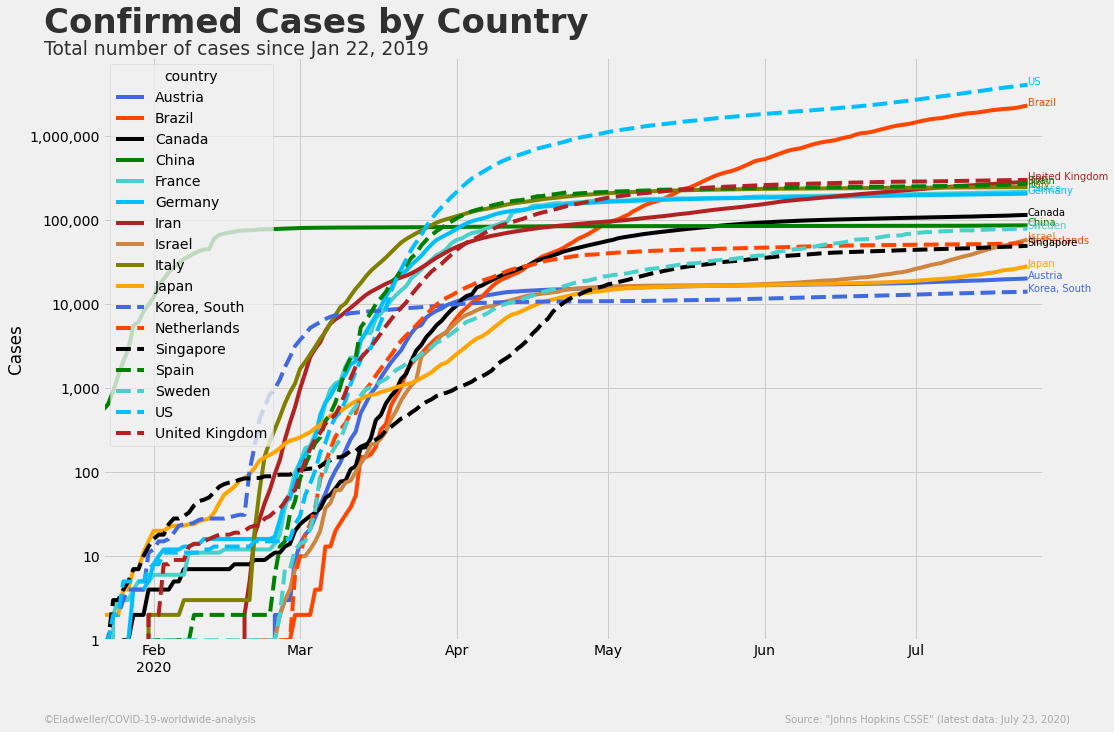 Confirmed Cases by Country
Total number of cases since Jan 22, 2019
country
Austria
Brazil
Canada
China
France
Germany
Iran
Israel
Italy
Japan
Korea, South
Netherlands
Singapore
Spain
Sweden
US
United Kingdom
Cases
1,000,000
100,000
10,000
1,000
100
10
1
Feb
2020
Mar
Apr
May
Jun
Jul
US
Brazil
United Kingdom
Germany
Canada
China
Sweden
Israel
Singapore
Japan
Austria
Korea, South
©Eladweller/COVID-19-worldwide-analysis
Source: "Johns Hopkins CSSE" (latest data: July 23, 2020)